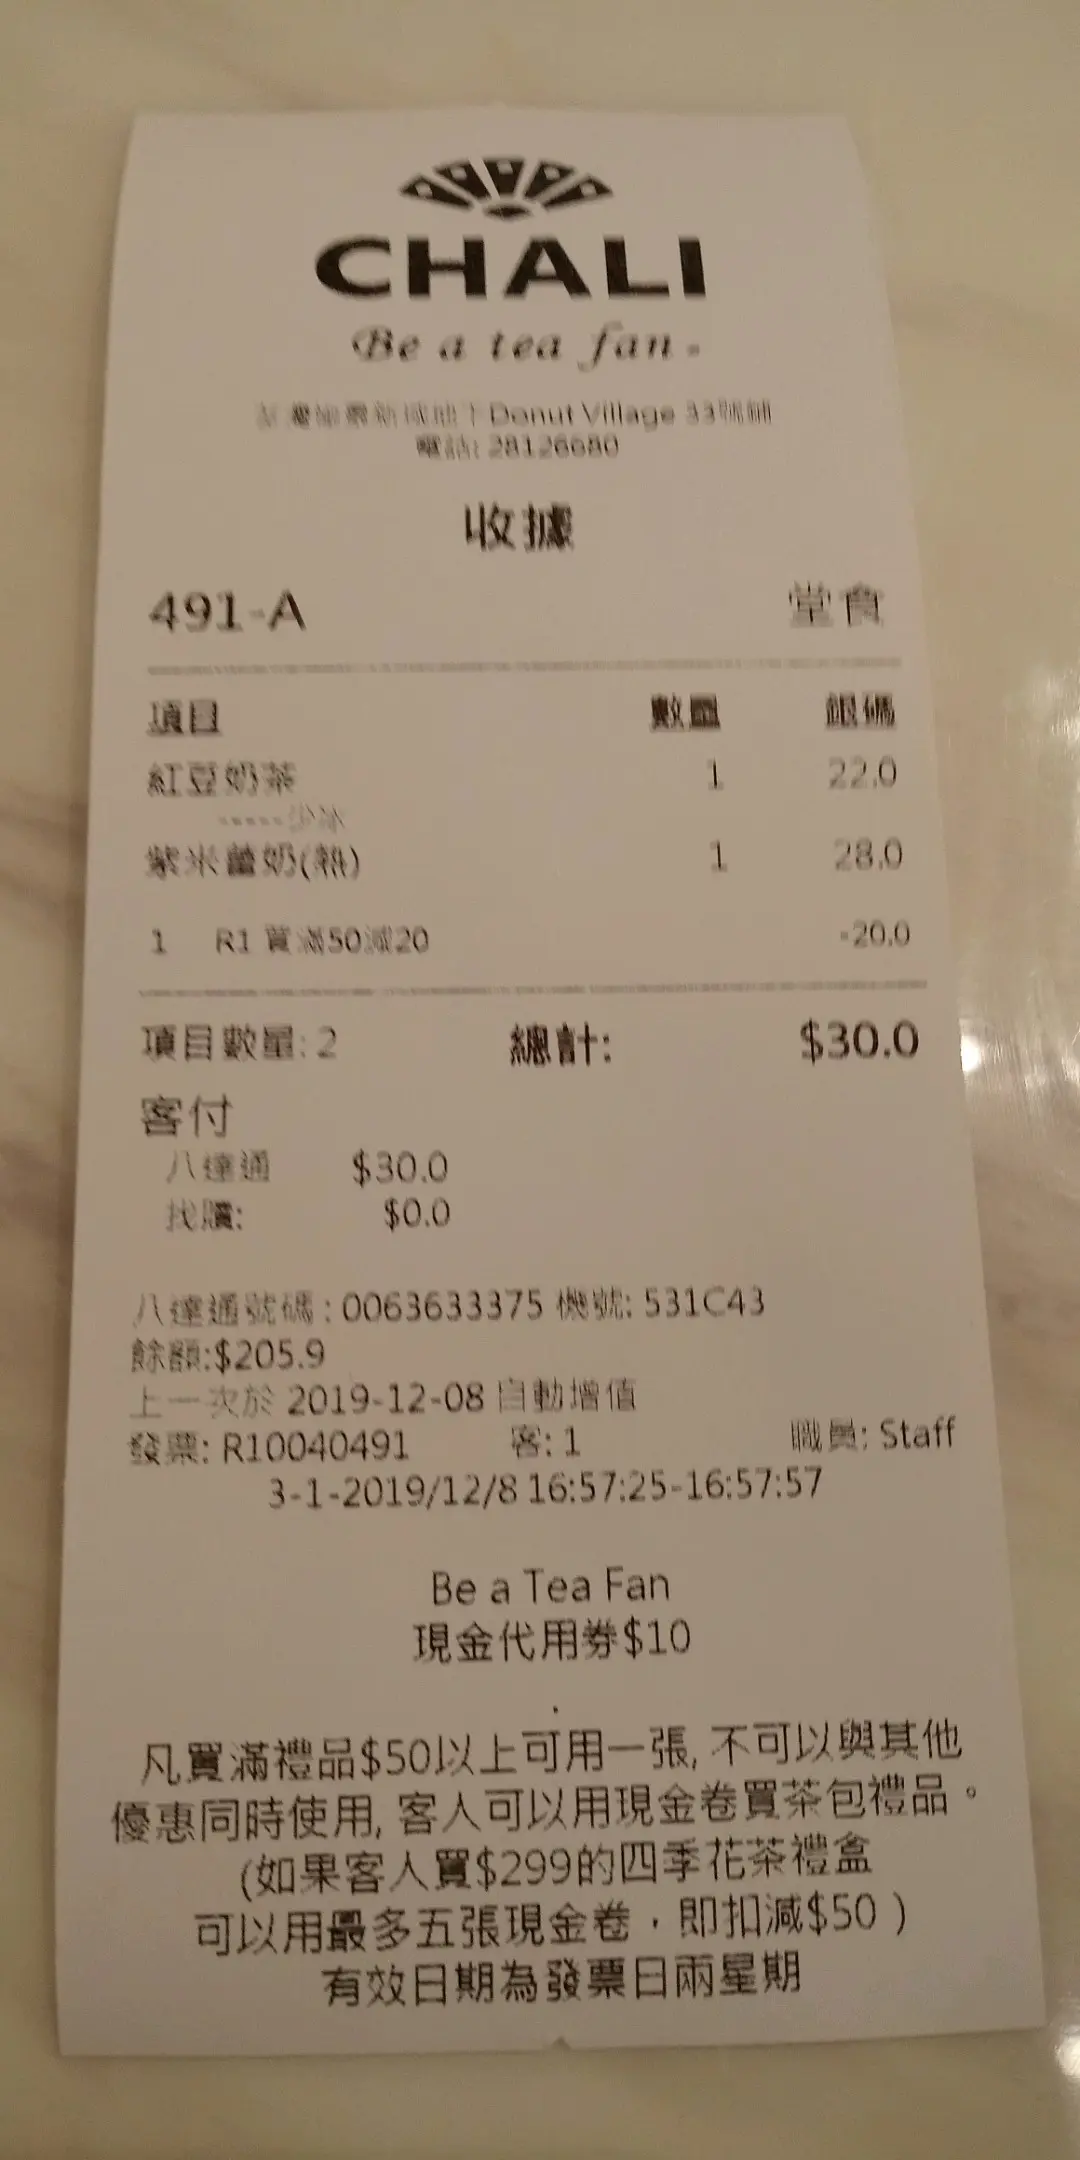 CHALI
Be a tea fan
Donut Village 33號舖
電話: 28126680
收據
491-A 堂食
項目 數量 銀碼
紅豆奶茶 1 22.0
-----少冰
紫米薑奶(熱) 1 28.0
1 R1 買滿50減20 -20.0
項目數量: 2 總計: $30.0
客付
八達通 $30.0
找贖: $0.0
八達通號碼 : 0063633375 機號: 531C43
餘額:$205.9
上一次於 2019-12-08 自動增值
發票: R10040491 客: 1 職員: Staff
3-1-2019/12/8 16:57:25-16:57:57
Be a Tea Fan
現金代用券$10
.
凡買滿禮品$50以上可用一張, 不可以與其他
優惠同時使用, 客人可以用現金卷買茶包禮品。
(如果客人買$299的四季花茶禮盒
可以用最多五張現金卷，即扣減$50 )
有效日期為發票日兩星期